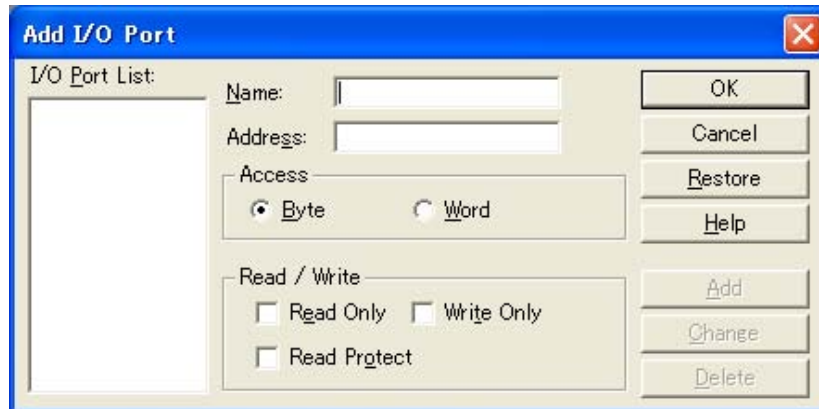 Add I/O Port
I/O Port List:
Name:
Address:
Access
Byte
Word
Read / Write
Read Only
Write Only
Read Protect
OK
Cancel
Restore
Help
Add
Change
Delete